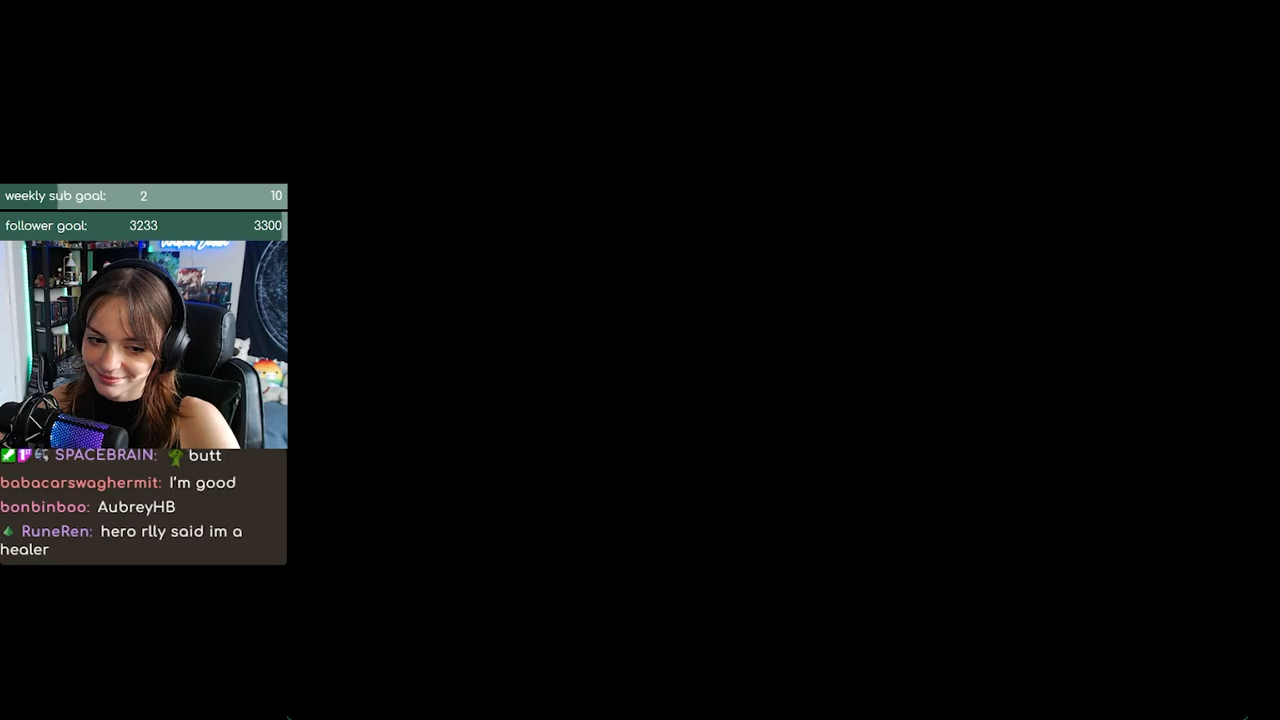 weekly sub goal: 2 10
follower goal: 3233 3300
SPACEBRAIN: butt
babacarswaghermit: I'm good
bonbinboo: AubreyHB
RuneRen: hero rlly said im a
healer